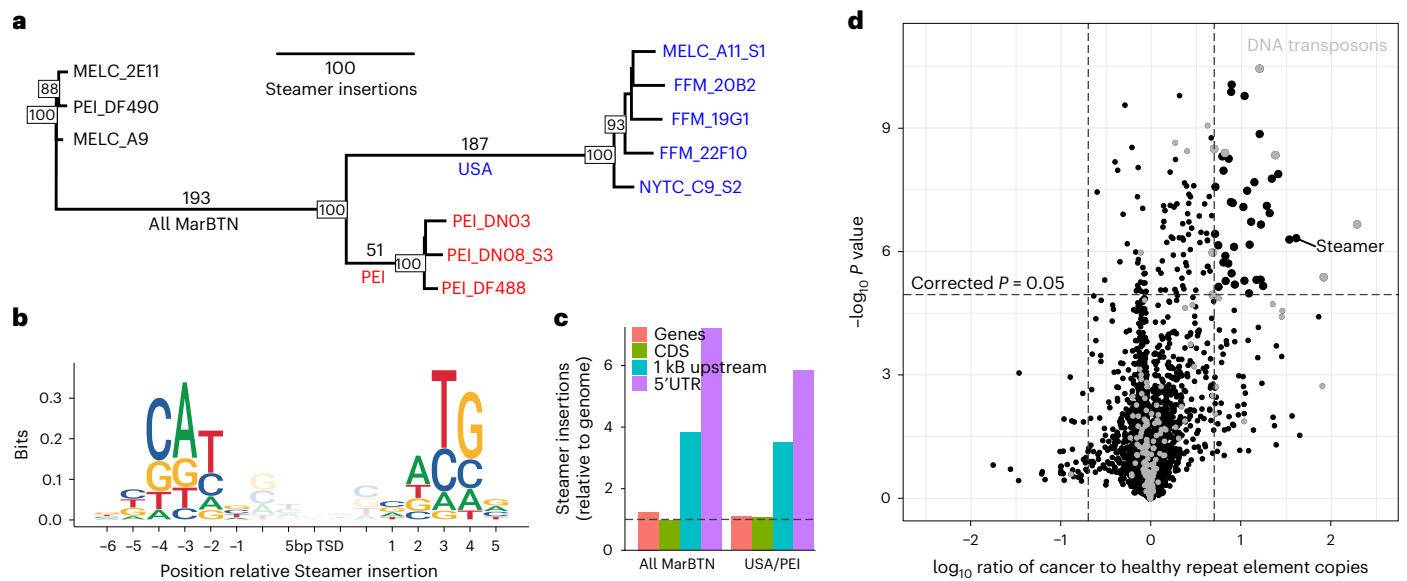 a
MELC_2E11
88
PEI_DF490
100
MELC_A9
100
Steamer insertions
193
All MarBTN
100
187
USA
51
PEI
100
93
100
MELC_A11_S1
FFM_20B2
FFM_19G1
FFM_22F10
NYTC_C9_S2
PEI_DN03
PEI_DN08_S3
PEI_DF488
b
Bits
0.3
0.2
0.1
0.0
–6 –5 –4 –3 –2 –1 5bp TSD 1 2 3 4 5
Position relative Steamer insertion
c
Steamer insertions
(relative to genome)
6
4
2
0
Genes
CDS
1 kB upstream
5′UTR
All MarBTN USA/PEI
d
DNA transposons
–log10 P value
9
6
3
0
Steamer
Corrected P = 0.05
–2 –1 0 1 2
log10 ratio of cancer to healthy repeat element copies